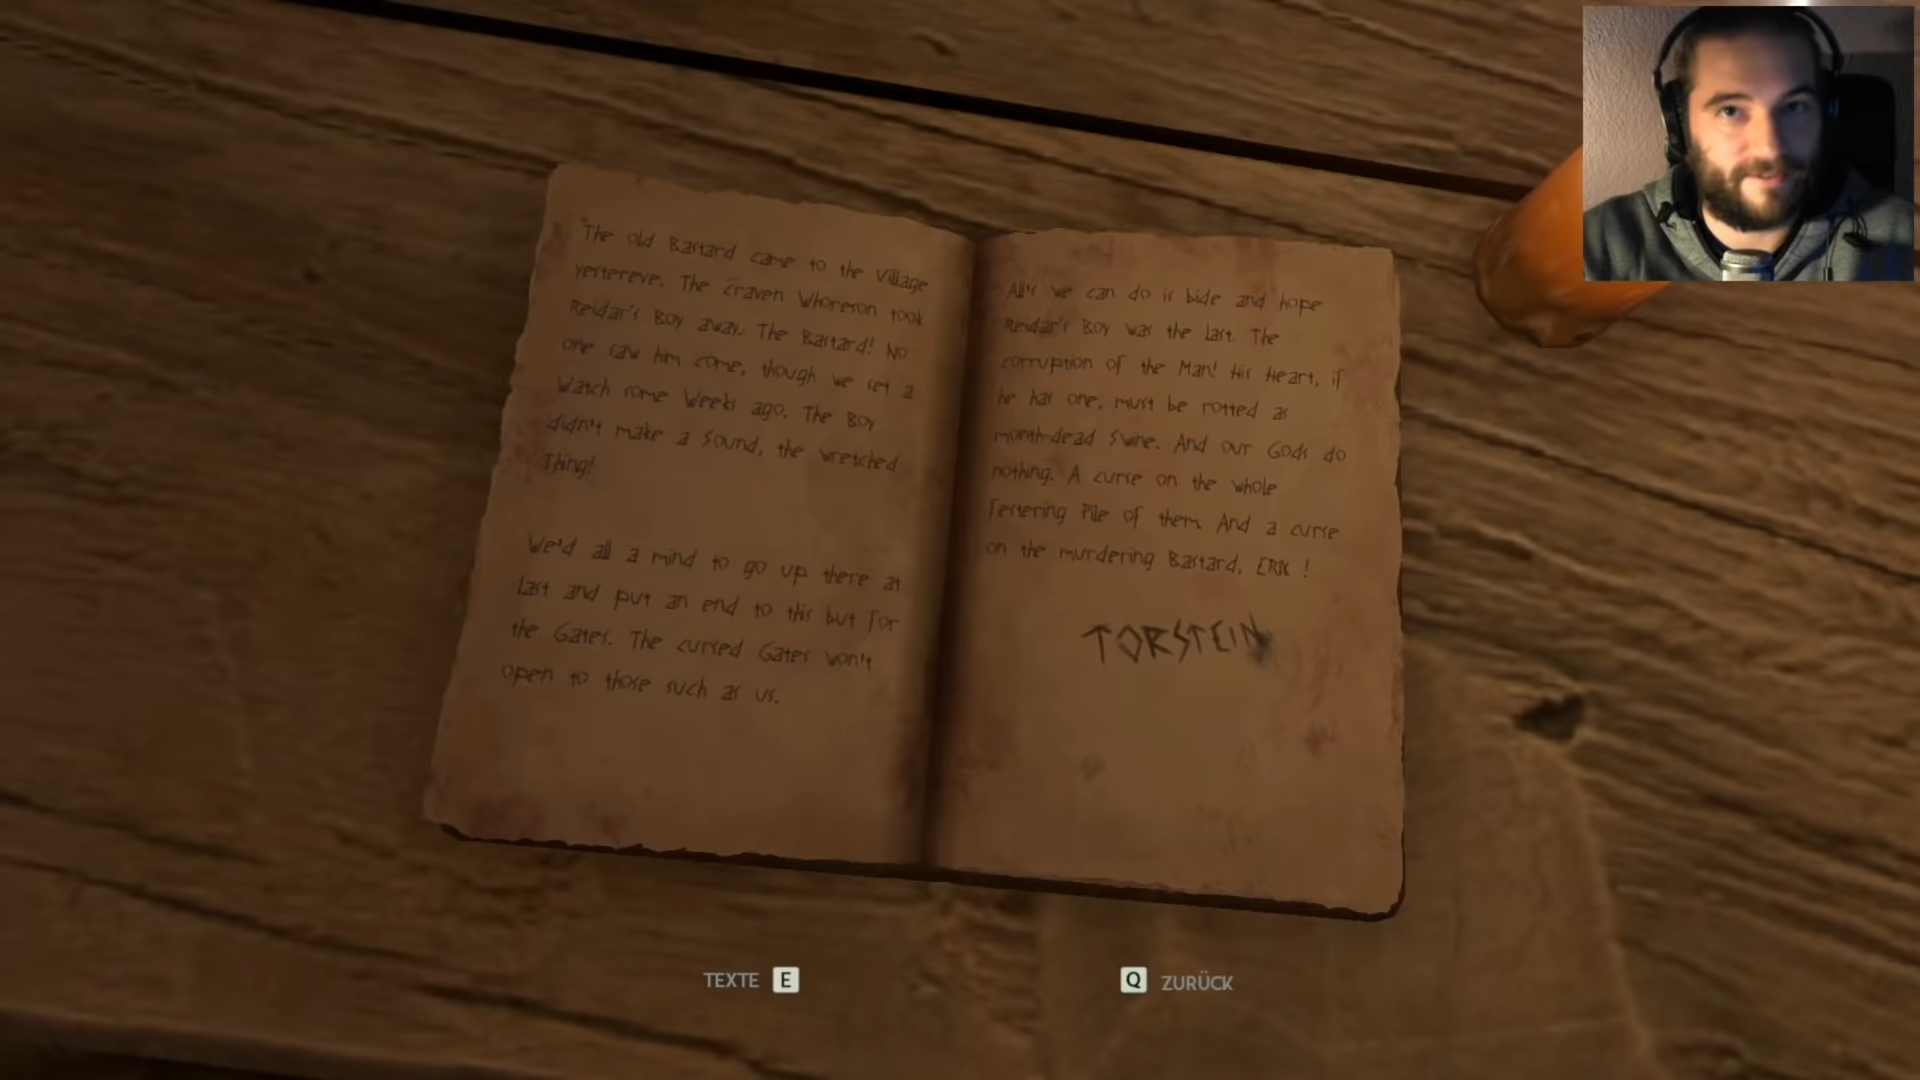 The old Bastard came to the Village
yestereve. The craven Whoreson took
Reidar's Boy away. The Bastard! No
one saw him come, though we set a
Watch some Weeks ago. The Boy
didn't make a Sound, the wretched
Thing!
We'd all a mind to go up there at
Last and put an end to this but for
the Gates. The cursed Gates won't
open to those such as us.
All's we can do is bide and hope
Reidar's Boy was the last. The
corruption of the Man! His Heart, if
he has one, must be rotted as
month-dead Swine. And our Gods do
nothing. A curse on the whole
festering Pile of them. And a curse
on the murdering Bastard, ERIK !
TORSTEIN
TEXTE E
Q ZURÜCK